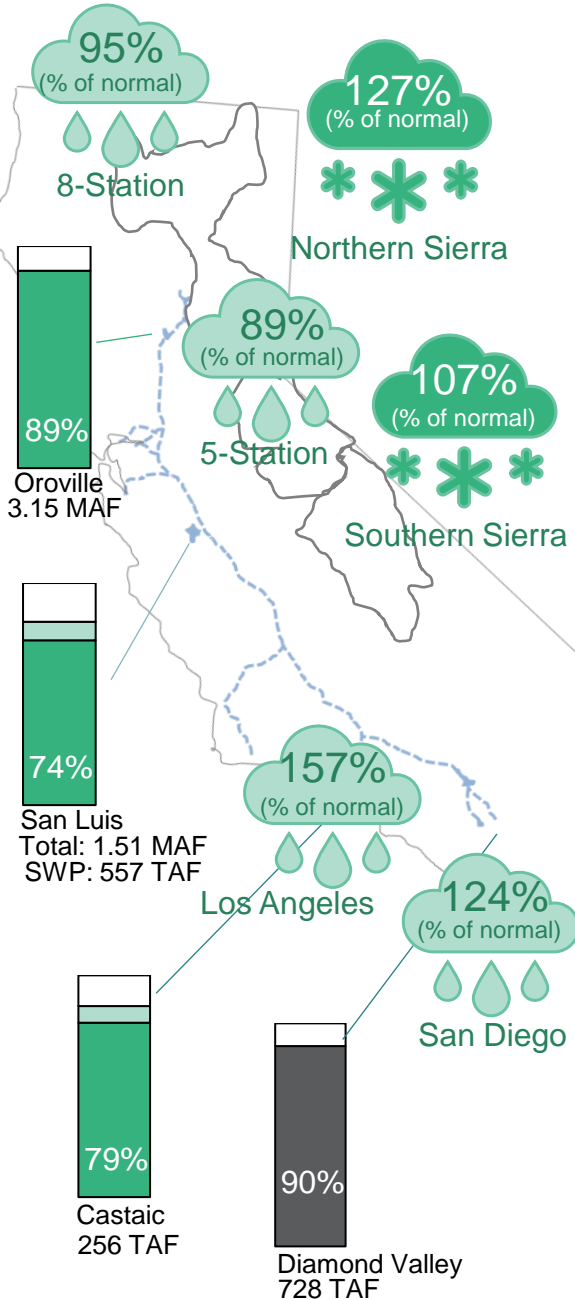 95%
(% of normal)
8-Station
127%
(% of normal)
Northern Sierra
89%
Oroville
3.15 MAF
89%
(% of normal)
5-Station
107%
(% of normal)
Southern Sierra
74%
San Luis
Total: 1.51 MAF
SWP: 557 TAF
157%
(% of normal)
Los Angeles
124%
(% of normal)
San Diego
79%
Castaic
256 TAF
90%
Diamond Valley
728 TAF